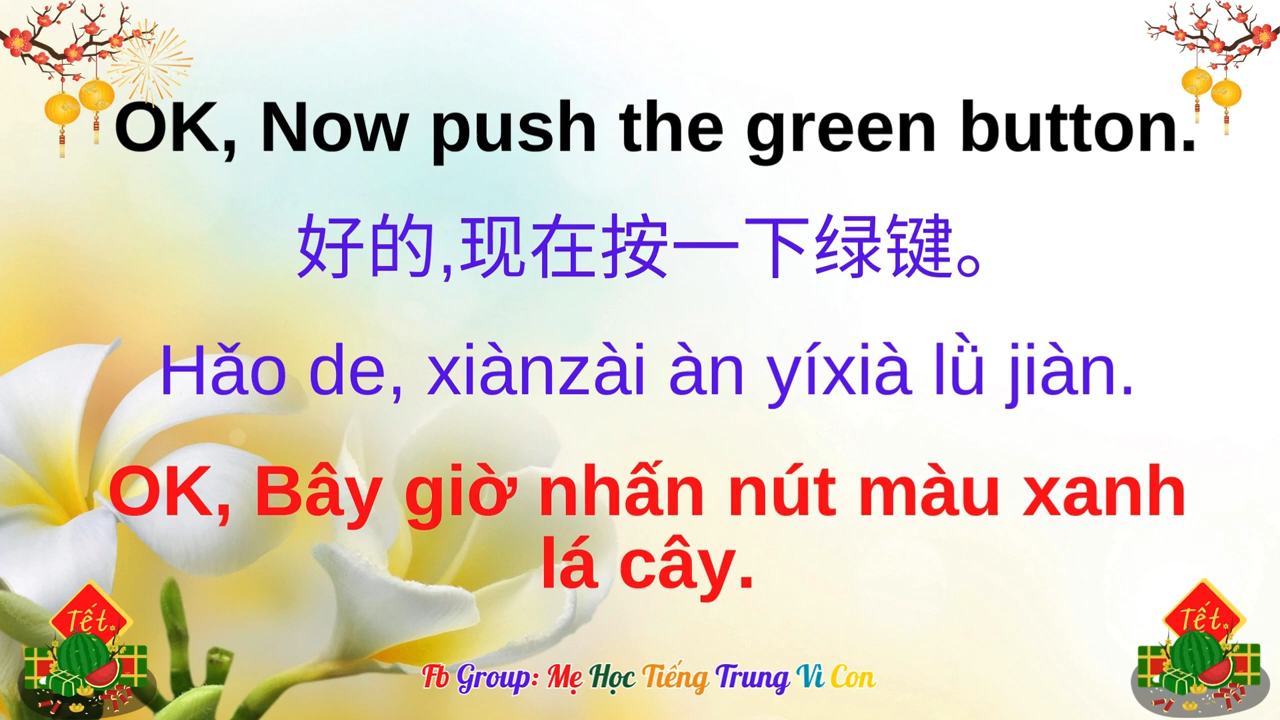 OK, Now push the green button.
好的,现在按一下绿键。
Hǎo de, xiànzài àn yíxià lǜ jiàn.
OK, Bây giờ nhấn nút màu xanh
lá cây.
Tết
Tết
Fb Group: Mẹ Học Tiếng Trung Vì Con